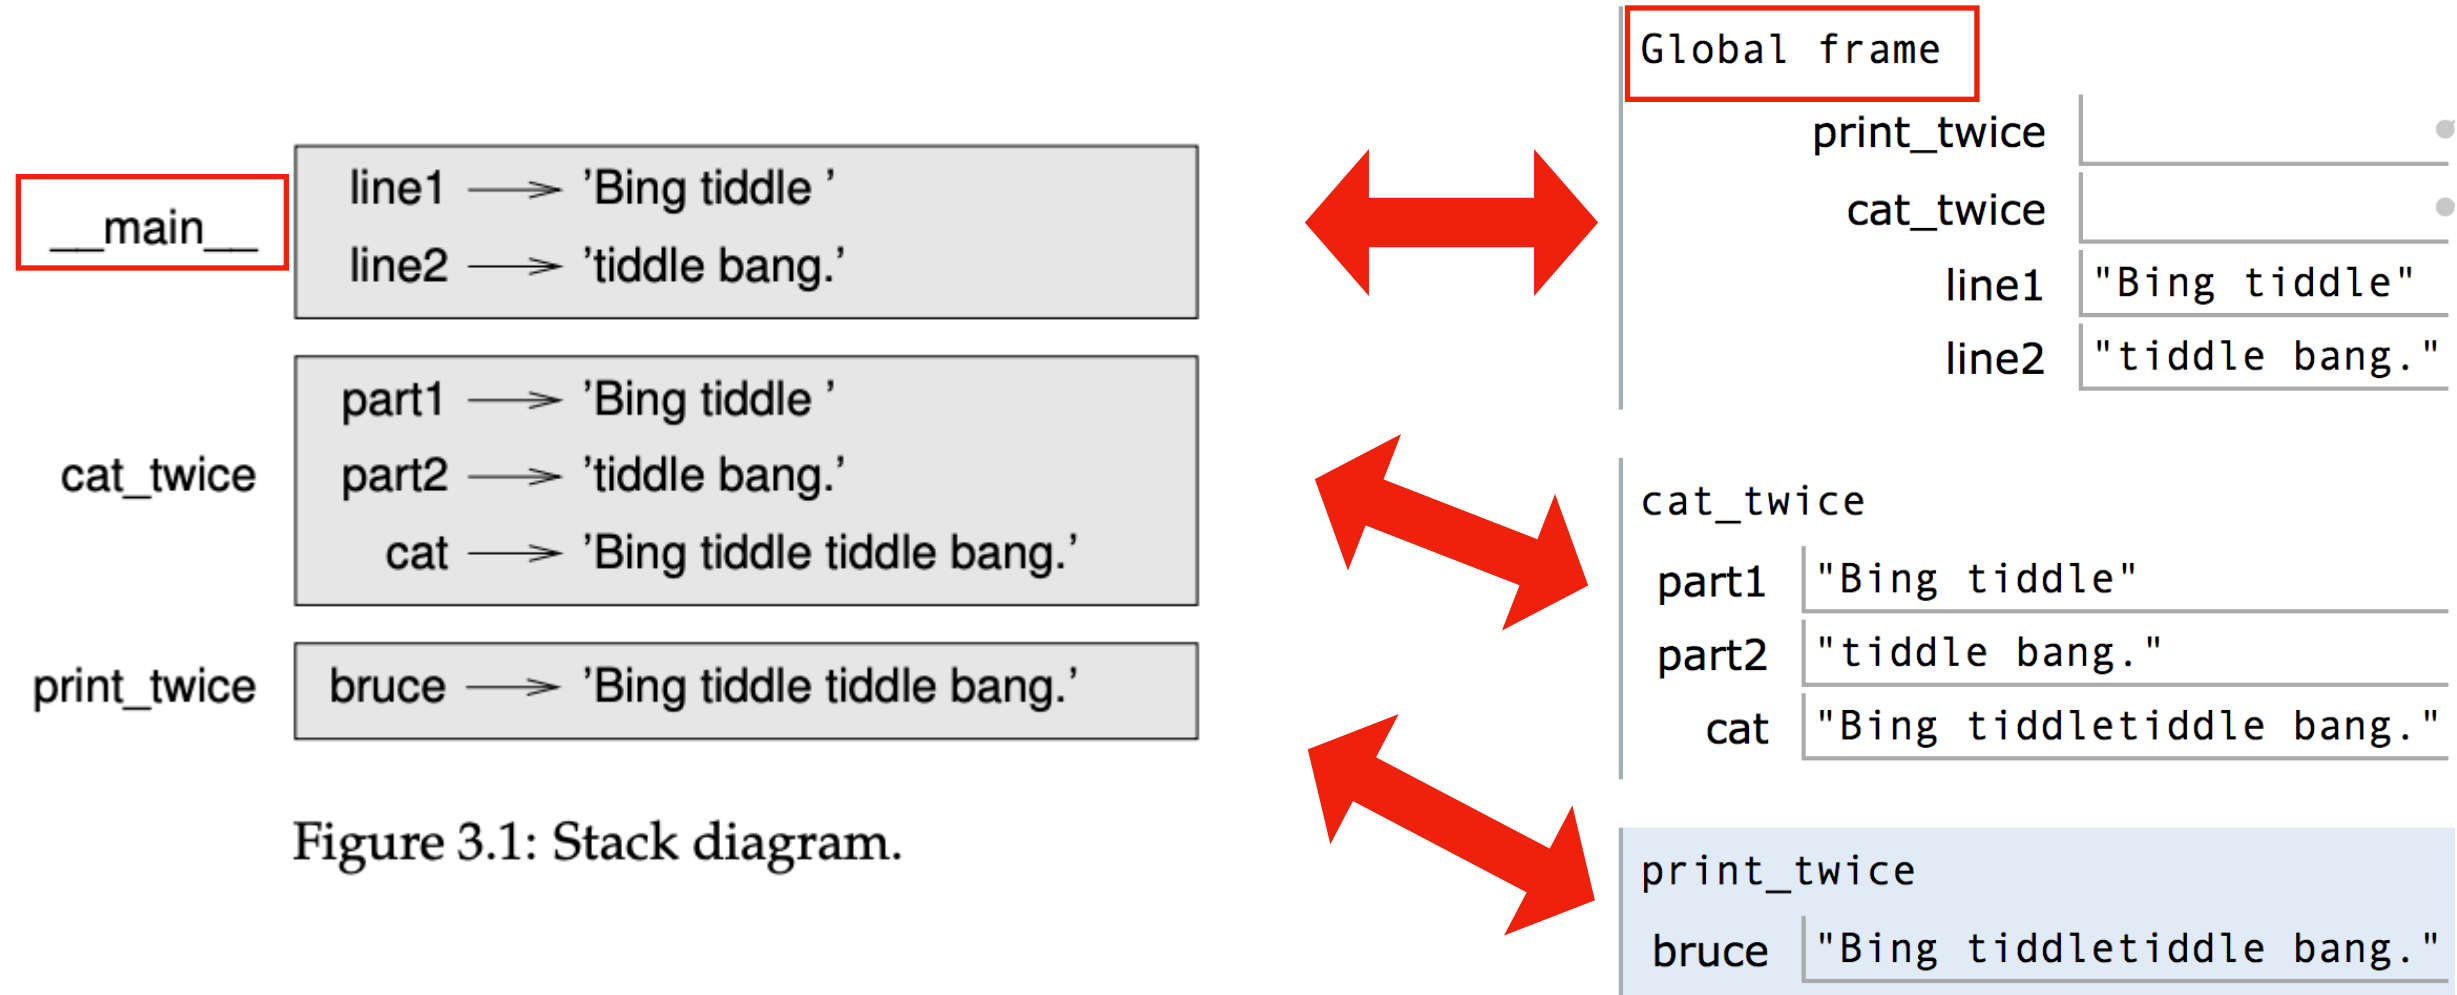 __main__
line1 ’Bing tiddle ’
line2 ’tiddle bang.’
cat_twice
part1 ’Bing tiddle ’
part2 ’tiddle bang.’
cat ’Bing tiddle tiddle bang.’
print_twice
bruce ’Bing tiddle tiddle bang.’
Figure 3.1: Stack diagram.
Global frame
print_twice
cat_twice
line1 "Bing tiddle"
line2 "tiddle bang."
cat_twice
part1 "Bing tiddle"
part2 "tiddle bang."
cat "Bing tiddletiddle bang."
print_twice
bruce "Bing tiddletiddle bang."